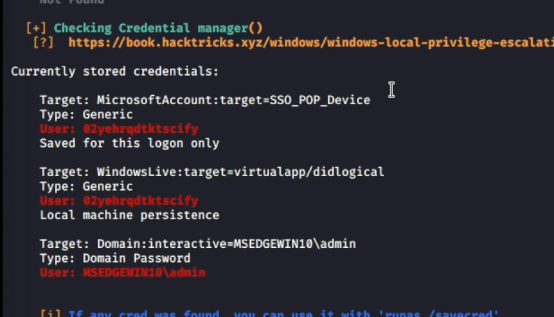 Not Found
[+] Checking Credential manager()
[?] https://book.hacktricks.xyz/windows/windows-local-privilege-escalati
Currently stored credentials:
Target: MicrosoftAccount:target=SSO_POP_Device
Type: Generic
User: 02yehrqdtktscify
Saved for this logon only
Target: WindowsLive:target=virtualapp/didlogical
Type: Generic
User: 02yehrqdtktscify
Local machine persistence
Target: Domain:interactive=MSEDGEWIN10\admin
Type: Domain Password
User: MSEDGEWIN10\admin
[i] If any cred was found, you can use it with 'runas /savecred'